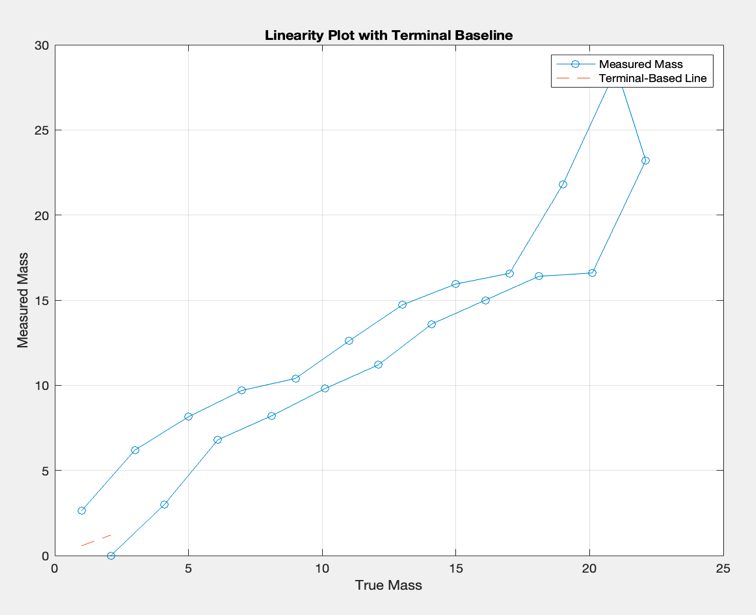 Linearity Plot with Terminal Baseline
Measured Mass
Terminal-Based Line
30
25
20
15
10
5
0
Measured Mass
0 5 10 15 20 25
True Mass